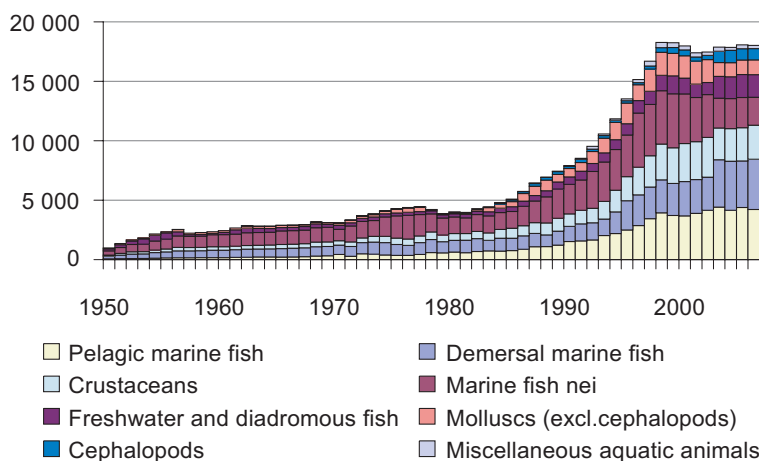 20 000
15 000
10 000
5 000
0
1950 1960 1970 1980 1990 2000
Pelagic marine fish Demersal marine fish
Crustaceans Marine fish nei
Freshwater and diadromous fish Molluscs (excl.cephalopods)
Cephalopods Miscellaneous aquatic animals